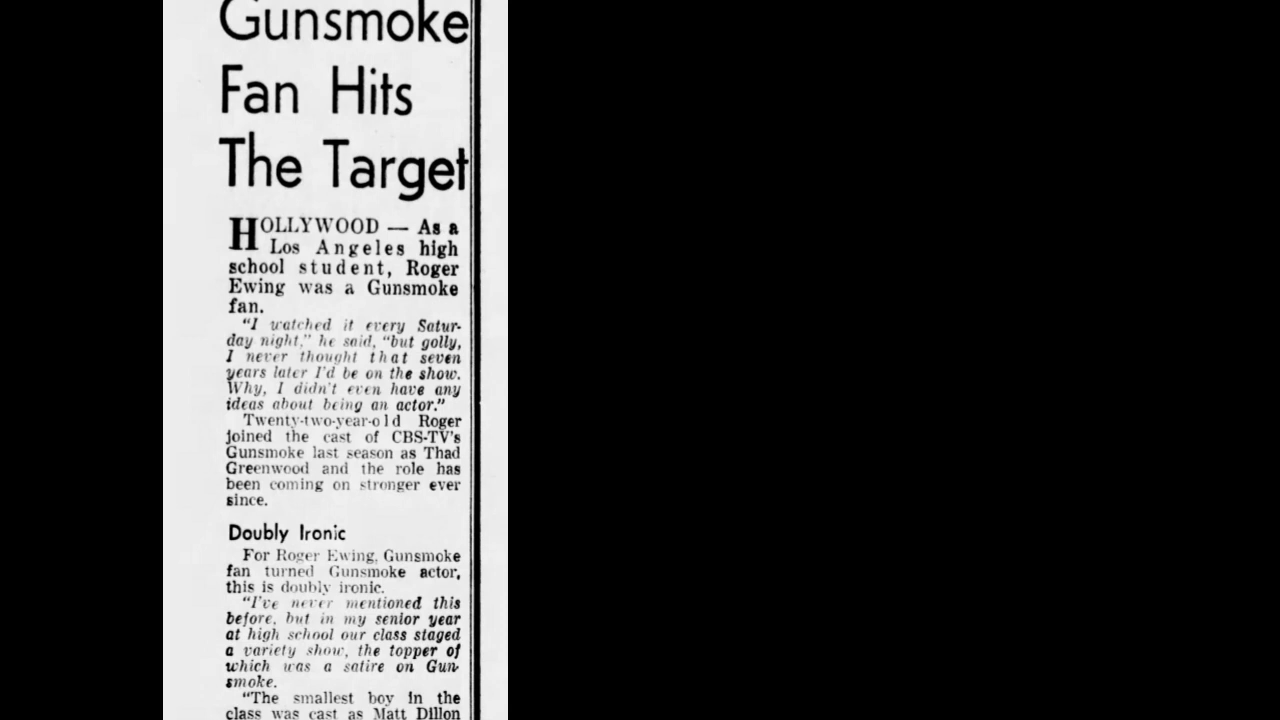 Gunsmoke
Fan Hits
The Target
HOLLYWOOD — As a
Los Angeles high
school student, Roger
Ewing was a Gunsmoke
fan.
"I watched it every Satur-
day night," he said, "but golly,
I never thought that seven
years later I'd be on the show.
Why, I didn't even have any
ideas about being an actor."
Twenty-two-year-old Roger
joined the cast of CBS-TV's
Gunsmoke last season as Thad
Greenwood and the role has
been coming on stronger ever
since.
Doubly Ironic
For Roger Ewing, Gunsmoke
fan turned Gunsmoke actor,
this is doubly ironic.
"I've never mentioned this
before, but in my senior year
at high school our class staged
a variety show, the topper of
which was a satire on Gun-
smoke.
"The smallest boy in the
class was cast as Matt Dillon